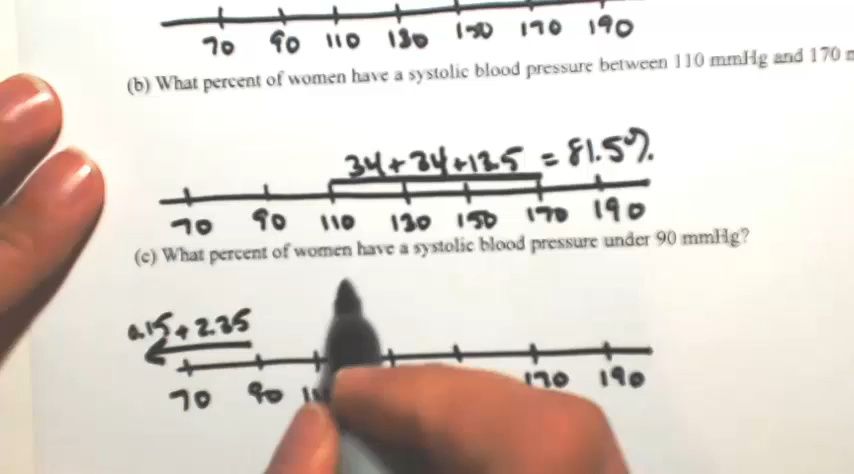 70 90 110 130 150 170 190
(b) What percent of women have a systolic blood pressure between 110 mmHg and 170 m
34+34+13.5 = 81.5%
70 90 110 130 150 170 190
(c) What percent of women have a systolic blood pressure under 90 mmHg?
0.15+2.35
70 90 170 190